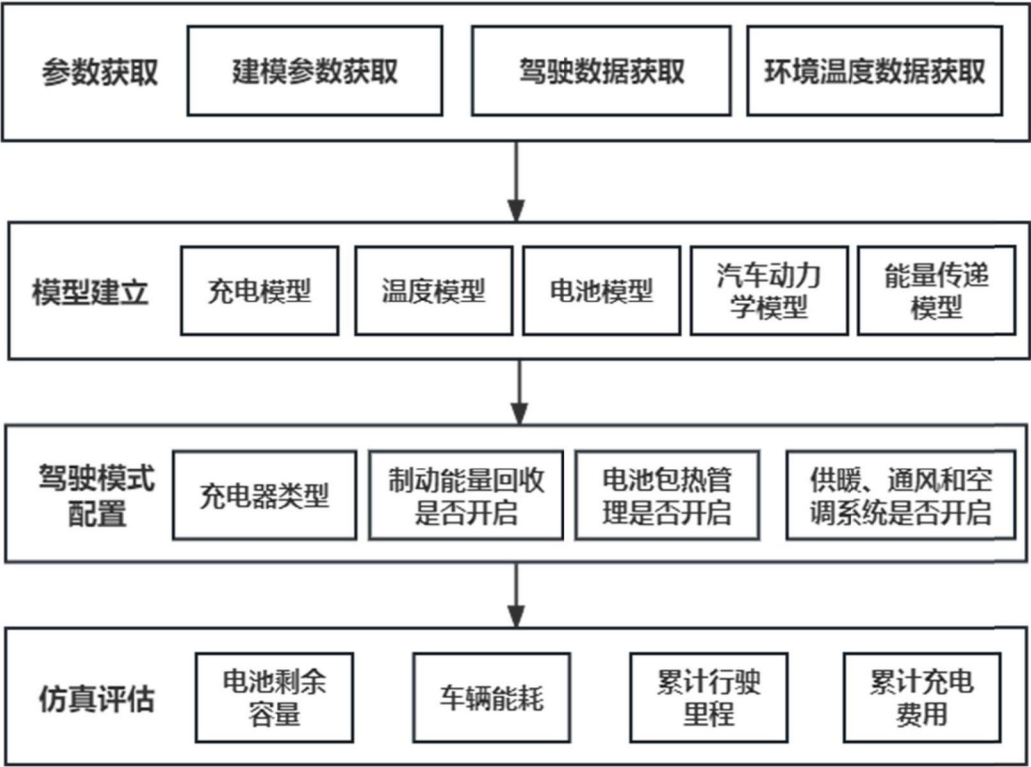 参数获取
建模参数获取
驾驶数据获取
环境温度数据获取
模型建立
充电模型
温度模型
电池模型
汽车动力
学模型
能量传递
模型
驾驶模式
配置
充电器类型
制动能量回收
是否开启
电池包热管
理是否开启
供暖、通风和空
调系统是否开启
仿真评估
电池剩余
容量
车辆能耗
累计行驶
里程
累计充电
费用